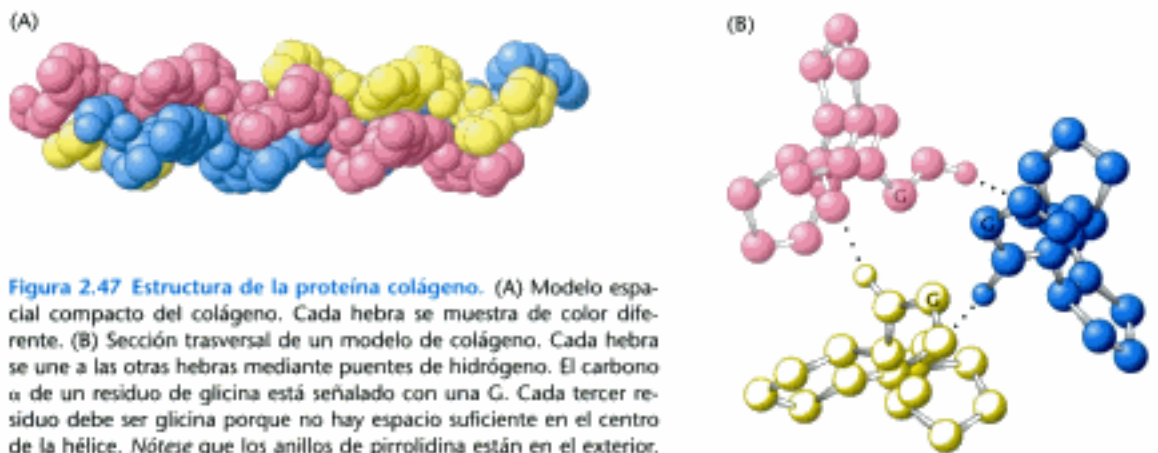 (A)
(B)
G
G
G
Figura 2.47 Estructura de la proteína colágeno. (A) Modelo espa-
cial compacto del colágeno. Cada hebra se muestra de color dife-
rente. (B) Sección trasversal de un modelo de colágeno. Cada hebra
se une a las otras hebras mediante puentes de hidrógeno. El carbono
α de un residuo de glicina está señalado con una G. Cada tercer re-
siduo debe ser glicina porque no hay espacio suficiente en el centro
de la hélice. Nótese que los anillos de pirrolidina están en el exterior.